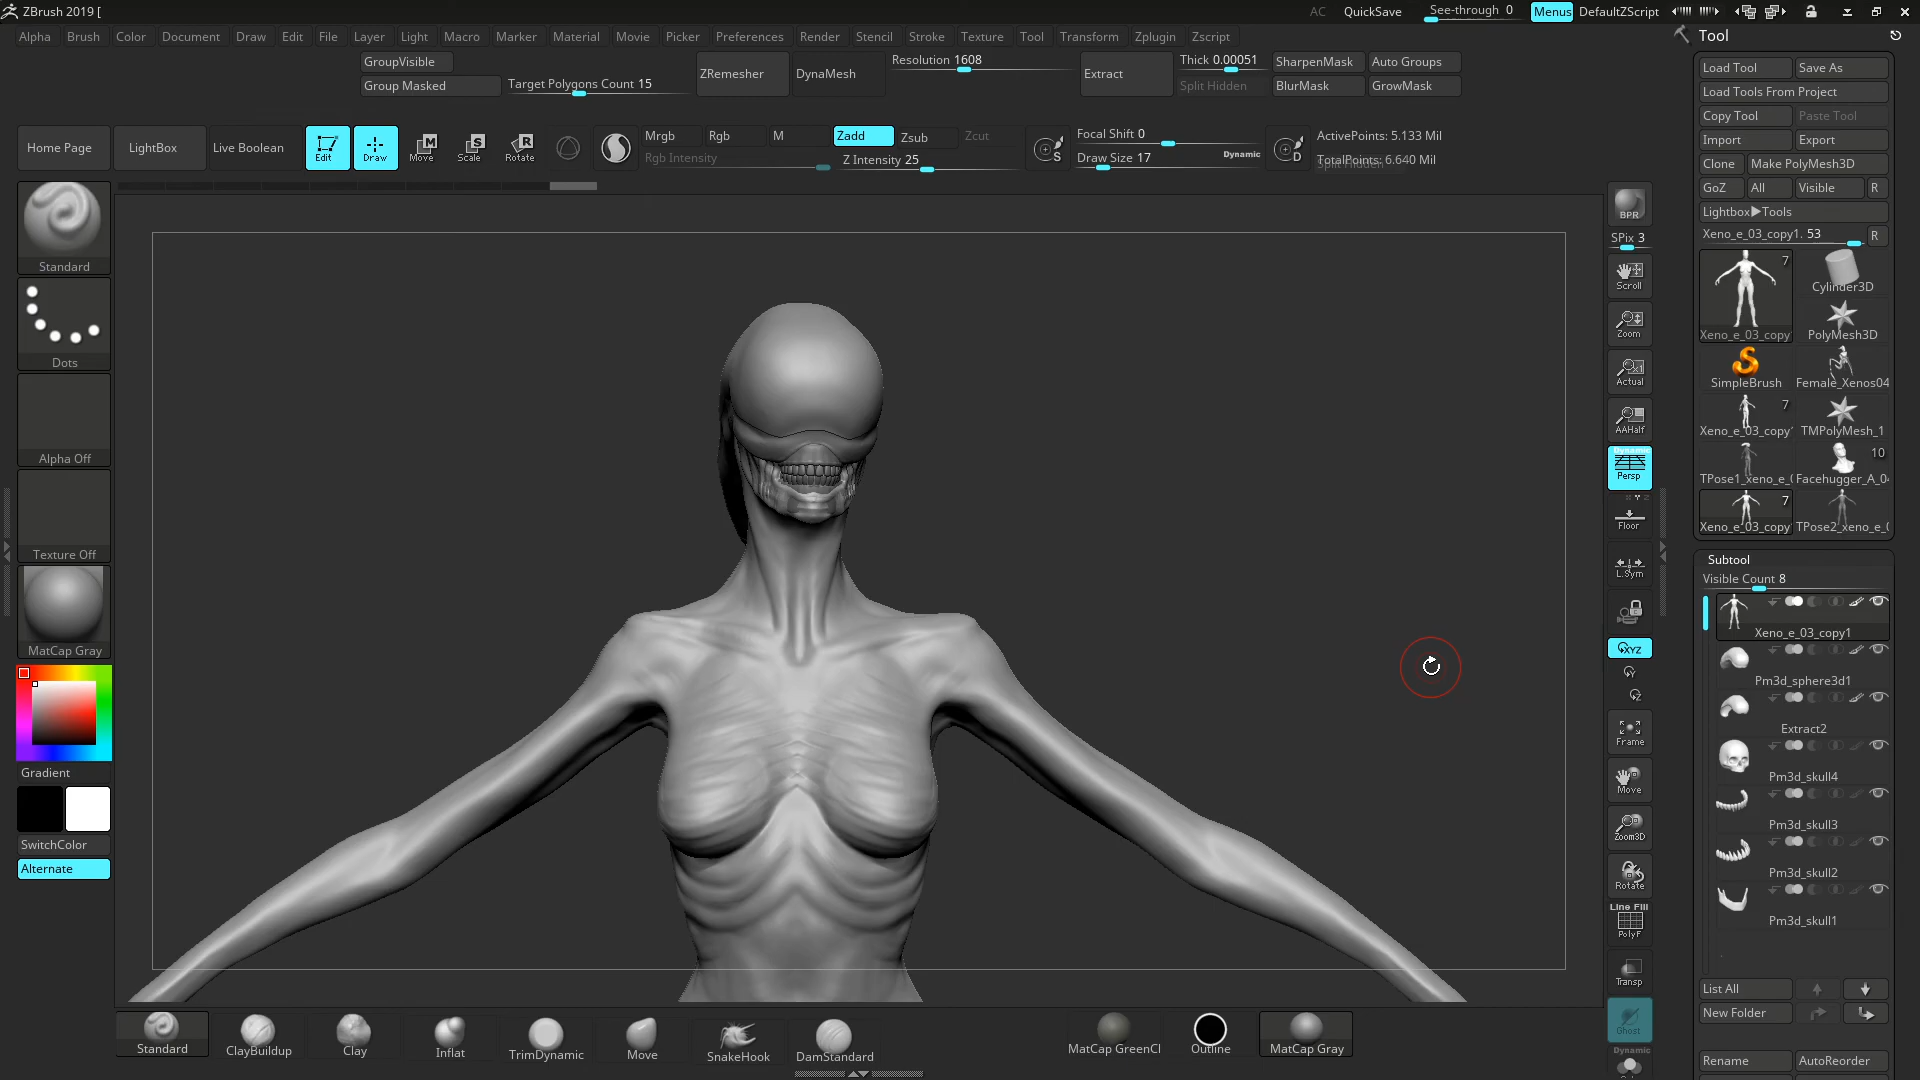 ZBrush 2019 [
AC QuickSave See-through 0 Menus DefaultZScript
Alpha Brush Color Document Draw Edit File Layer Light Macro Marker Material Movie Picker Preferences Render Stencil Stroke Texture Tool Transform Zplugin Zscript
GroupVisible
Group Masked
Target Polygons Count 15
ZRemesher
DynaMesh
Resolution 1608
Extract
Thick 0.00051
Split Hidden
SharpenMask
BlurMask
Auto Groups
GrowMask
Home Page
LightBox
Live Boolean
Edit
Draw
Move
Scale
Rotate
Mrgb Rgb M
Rgb Intensity
Zadd Zsub Zcut
Z Intensity 25
Focal Shift 0
Draw Size 17
Dynamic
ActivePoints: 5.133 Mil
TotalPoints: 6.640 Mil
Split Hidden
Standard
Dots
Alpha Off
Texture Off
MatCap Gray
Gradient
SwitchColor
Alternate
BPR
SPix 3
Scroll
Zoom
Actual
AAHalf
Dynamic
Persp
Floor
L.Sym
XYZ
Frame
Move
Zoom3D
Rotate
Line Fill
PolyF
Transp
Ghost
Dynamic
Tool
Load Tool Save As
Load Tools From Project
Copy Tool Paste Tool
Import Export
Clone Make PolyMesh3D
GoZ All Visible R
Lightbox▶Tools
Xeno_e_03_copy1. 53 R
7
Xeno_e_03_copy
Cylinder3D
PolyMesh3D
SimpleBrush
Female_Xenos04
7
Xeno_e_03_copy
TMPolyMesh_1
TPose1_xeno_e_0
10
Facehugger_A_04
7
Xeno_e_03_copy
TPose2_xeno_e_0
Subtool
Visible Count 8
Xeno_e_03_copy1
Pm3d_sphere3d1
Extract2
Pm3d_skull4
Pm3d_skull3
Pm3d_skull2
Pm3d_skull1
List All
New Folder
Rename AutoReorder
Standard
ClayBuildup
Clay
Inflat
TrimDynamic
Move
SnakeHook
DamStandard
MatCap GreenCl
Outline
MatCap Gray